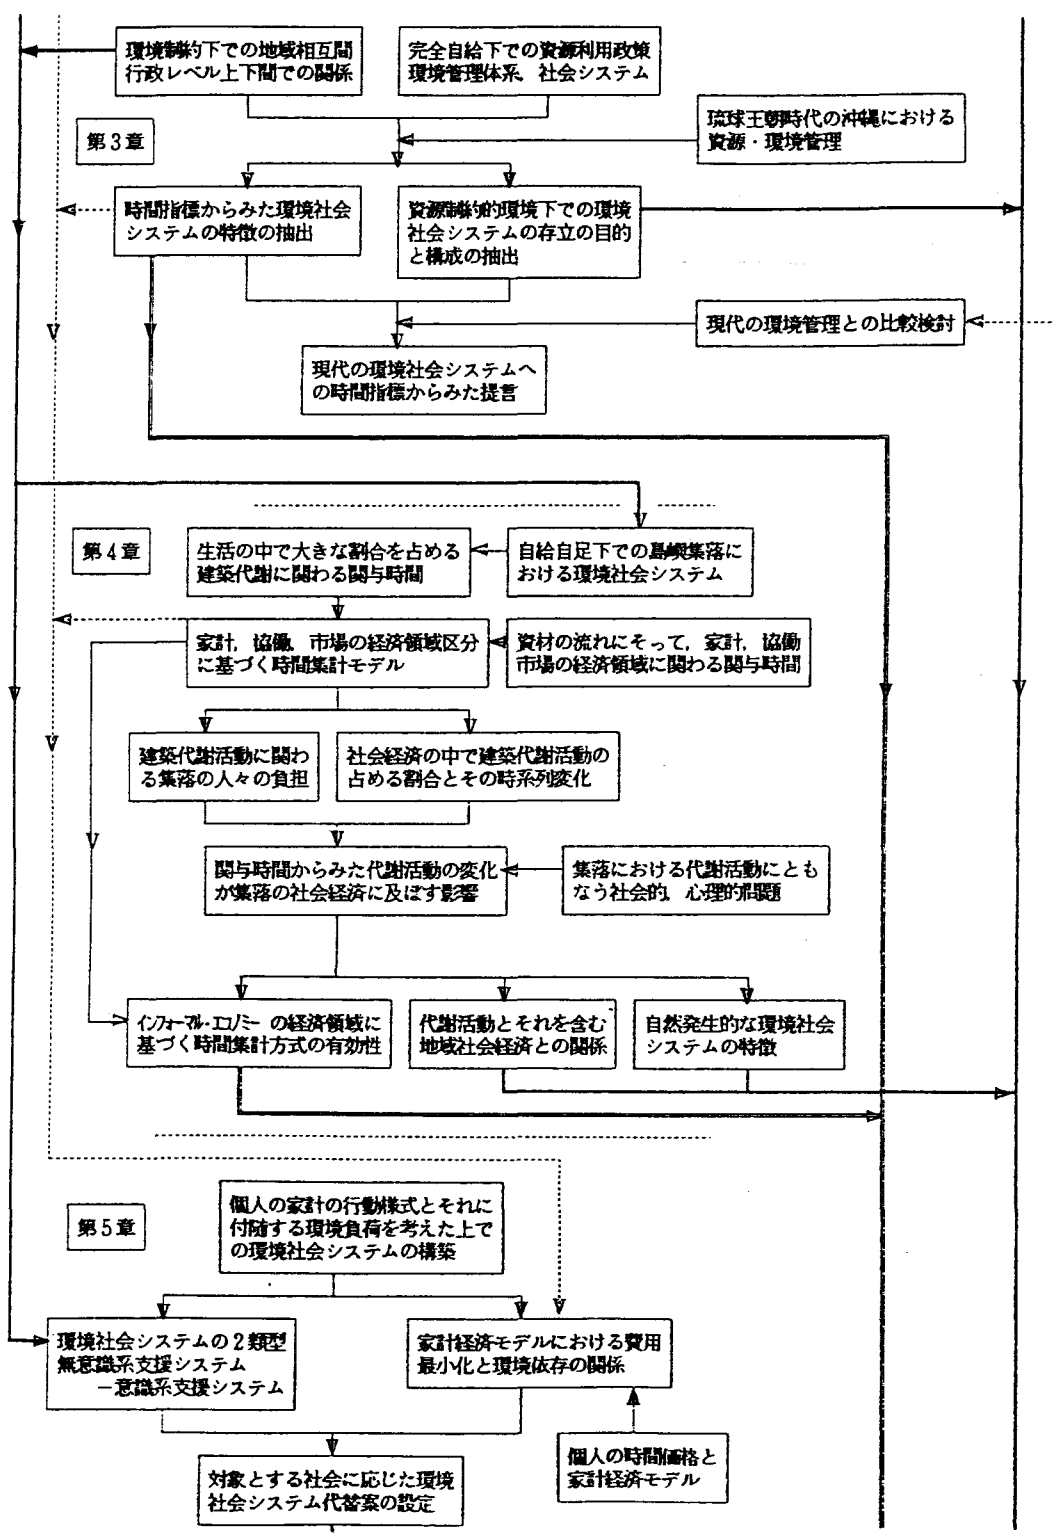 環境制約下での地域相互間
行政レベル上下間での関係
完全自給下での資源利用政策
環境管理体系、社会システム
琉球王朝時代の沖縄における
資源・環境管理
第3章
時間指標からみた環境社会
システムの特徴の抽出
資源制約的環境下での環境
社会システムの存立の目的
と構成の抽出
現代の環境管理との比較検討
現代の環境社会システムへ
の時間指標からみた提言
第4章
生活の中で大きな割合を占める
建築代謝に関わる関与時間
自給自足下での島嶼集落に
おける環境社会システム
家計，協働，市場の経済領域区分
に基づく時間集計モデル
資材の流れにそって，家計，協働
市場の経済領域に関わる関与時間
建築代謝活動に関わ
る集落の人々の負担
社会経済の中で建築代謝活動の
占める割合とその時系列変化
関与時間からみた代謝活動の変化
が集落の社会経済に及ぼす影響
集落における代謝活動にとも
なう社会的，心理的問題
インフォーマル・エコノミーの経済領域に
基づく時間集計方式の有効性
代謝活動とそれを含む
地域社会経済との関係
自然発生的な環境社会
システムの特徴
第5章
個人の家計の行動様式とそれに
付随する環境負荷を考えた上で
の環境社会システムの構築
環境社会システムの2類型
無意識系支援システム
－意識系支援システム
家計経済モデルにおける費用
最小化と環境依存の関係
個人の時間価格と
家計経済モデル
対象とする社会に応じた環境
社会システム代替案の設定